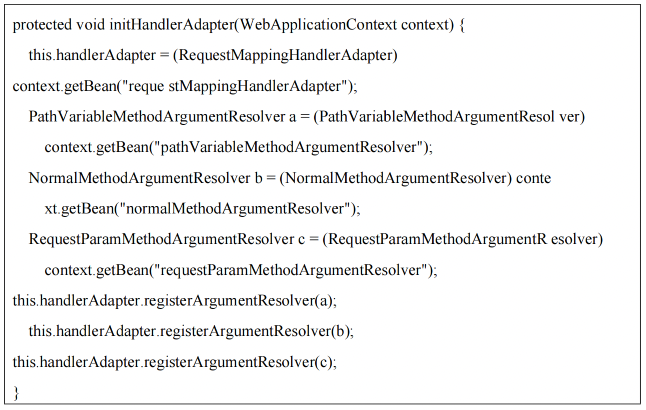 protected void initHandlerAdapter(WebApplicationContext context) {
this.handlerAdapter = (RequestMappingHandlerAdapter)
context.getBean("reque stMappingHandlerAdapter");
PathVariableMethodArgumentResolver a = (PathVariableMethodArgumentResol ver)
context.getBean("pathVariableMethodArgumentResolver");
NormalMethodArgumentResolver b = (NormalMethodArgumentResolver) conte
xt.getBean("normalMethodArgumentResolver");
RequestParamMethodArgumentResolver c = (RequestParamMethodArgumentR esolver)
context.getBean("requestParamMethodArgumentResolver");
this.handlerAdapter.registerArgumentResolver(a);
this.handlerAdapter.registerArgumentResolver(b);
this.handlerAdapter.registerArgumentResolver(c);
}